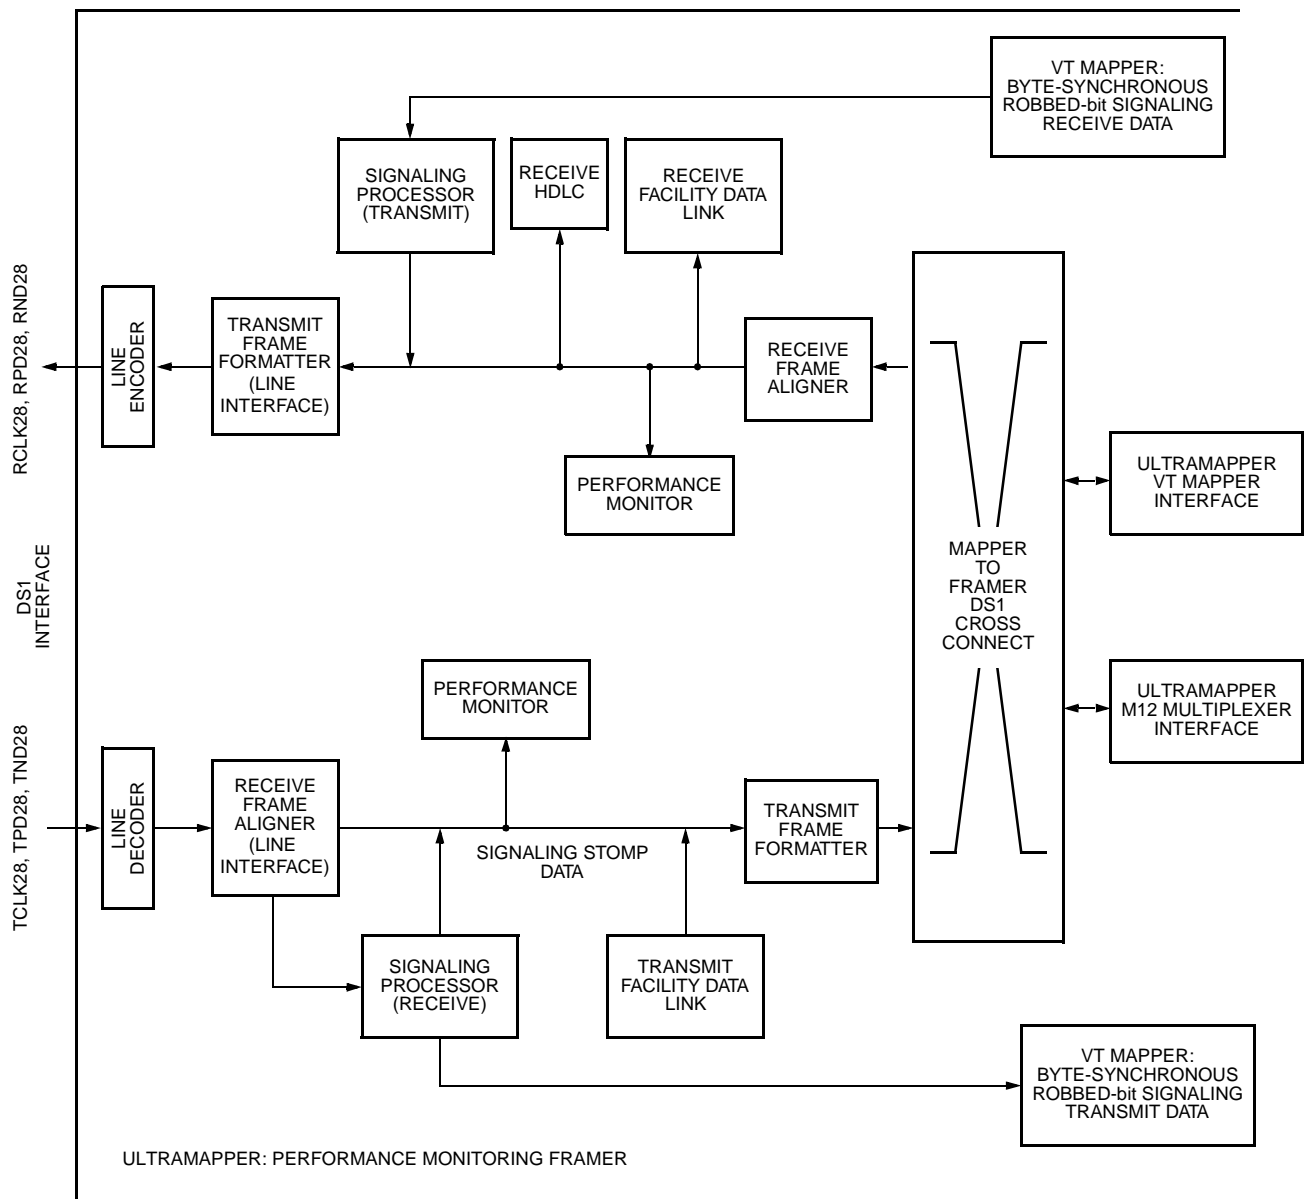 VT MAPPER:
BYTE-SYNCHRONOUS
ROBBED-bit SIGNALING
RECEIVE DATA
SIGNALING
PROCESSOR
(TRANSMIT)
RECEIVE
HDLC
RECEIVE
FACILITY DATA
LINK
RCLK28, RPD28, RND28
LINE
ENCODER
TRANSMIT
FRAME
FORMATTER
(LINE
INTERFACE)
RECEIVE
FRAME
ALIGNER
PERFORMANCE
MONITOR
ULTRAMAPPER
VT MAPPER
INTERFACE
DS1
INTERFACE
MAPPER
TO
FRAMER
DS1
CROSS
CONNECT
PERFORMANCE
MONITOR
ULTRAMAPPER
M12 MULTIPLEXER
INTERFACE
TCLK28, TPD28, TND28
LINE
DECODER
RECEIVE
FRAME
ALIGNER
(LINE
INTERFACE)
SIGNALING STOMP
DATA
TRANSMIT
FRAME
FORMATTER
SIGNALING
PROCESSOR
(RECEIVE)
TRANSMIT
FACILITY DATA
LINK
VT MAPPER:
BYTE-SYNCHRONOUS
ROBBED-bit SIGNALING
TRANSMIT DATA
ULTRAMAPPER: PERFORMANCE MONITORING FRAMER